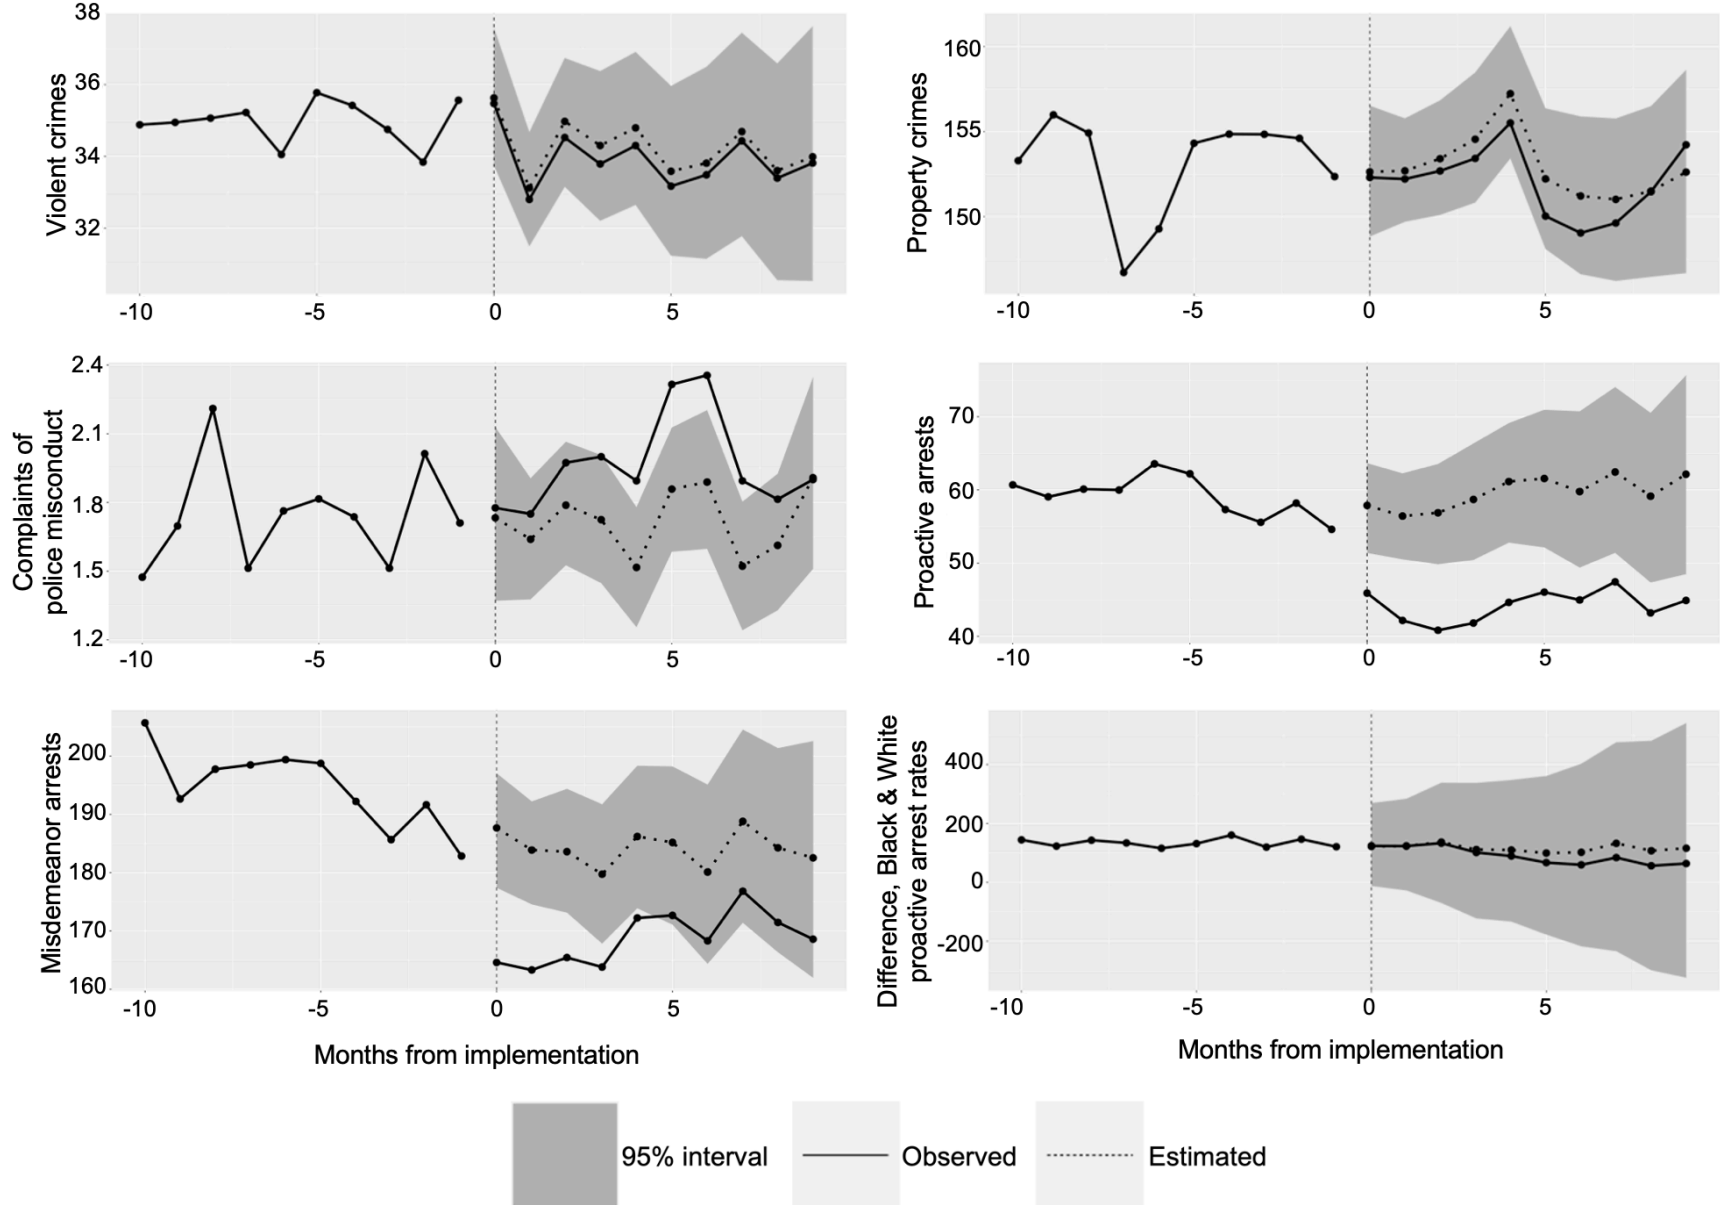 38
36
34
32
Violent crimes
-10 -5 0 5
160
155
150
Property crimes
-10 -5 0 5
2.4
2.1
1.8
1.5
1.2
Complaints of
police misconduct
-10 -5 0 5
70
60
50
40
Proactive arrests
-10 -5 0 5
200
190
180
170
160
Misdemeanor arrests
-10 -5 0 5
Months from implementation
400
200
0
-200
Difference, Black & White
proactive arrest rates
-10 -5 0 5
Months from implementation
95% interval Observed Estimated